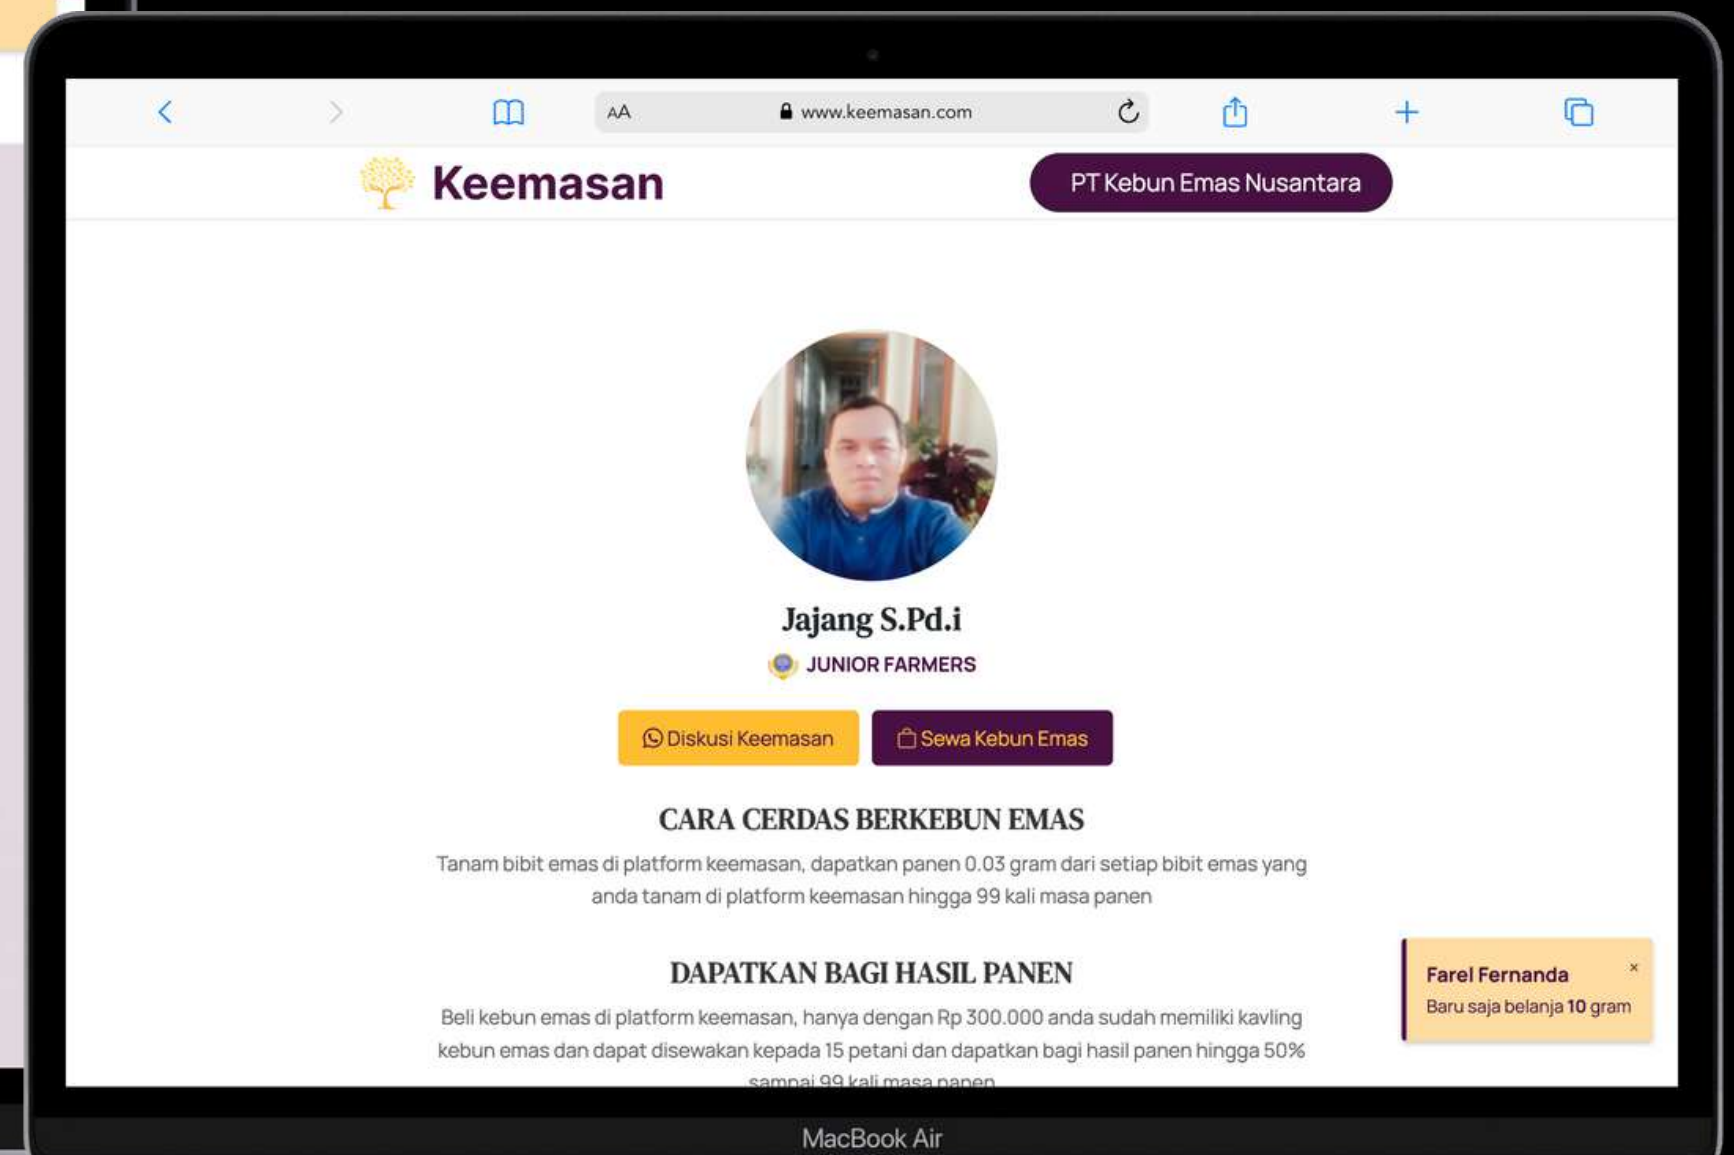 AA
www.keemasan.com
Keemasan
PT Kebun Emas Nusantara
Jajang S.Pd.i
JUNIOR FARMERS
Diskusi Keemasan
Sewa Kebun Emas
CARA CERDAS BERKEBUN EMAS
Tanam bibit emas di platform keemasan, dapatkan panen 0.03 gram dari setiap bibit emas yang
anda tanam di platform keemasan hingga 99 kali masa panen
DAPATKAN BAGI HASIL PANEN
Beli kebun emas di platform keemasan, hanya dengan Rp 300.000 anda sudah memiliki kavling
kebun emas dan dapat disewakan kepada 15 petani dan dapatkan bagi hasil panen hingga 50%
sampai 99 kali masa panen
Farel Fernanda
×
Baru saja belanja 10 gram
MacBook Air